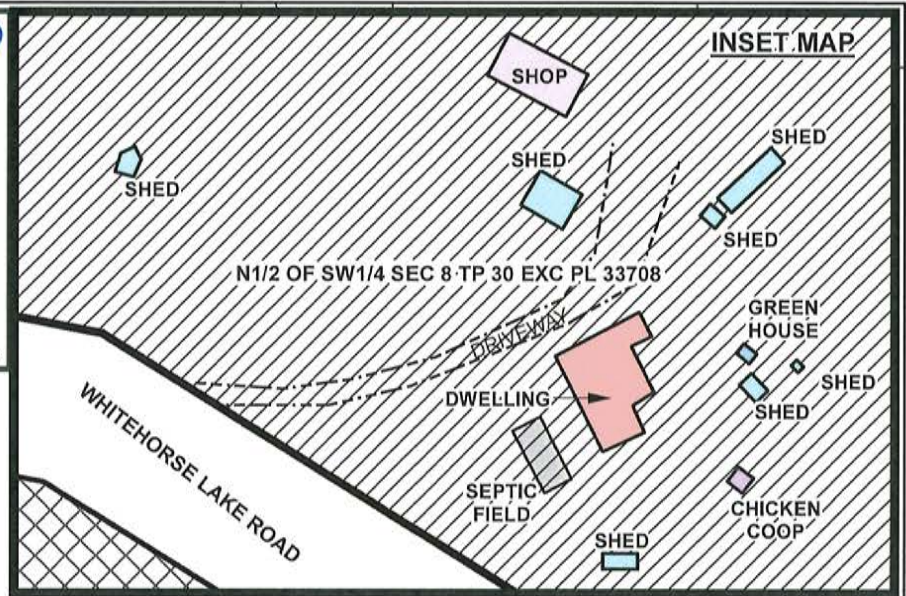 INSET MAP
SHOP
SHED
SHED
SHED
SHED
N1/2 OF SW1/4 SEC 8 TP 30 EXC PL 33708
GREEN
HOUSE
DRIVEWAY
SHED
DWELLING
SHED
WHITEHORSE LAKE ROAD
SEPTIC
FIELD
CHICKEN
COOP
SHED